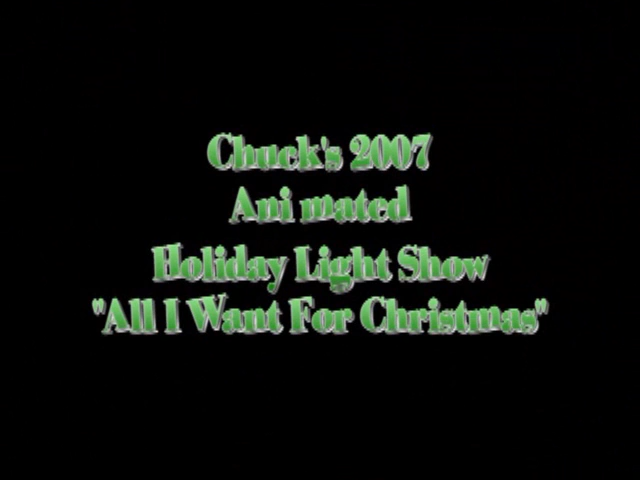 Chuck's 2007
Ani mated
Holiday Light Show
"All I Want For Christmas"